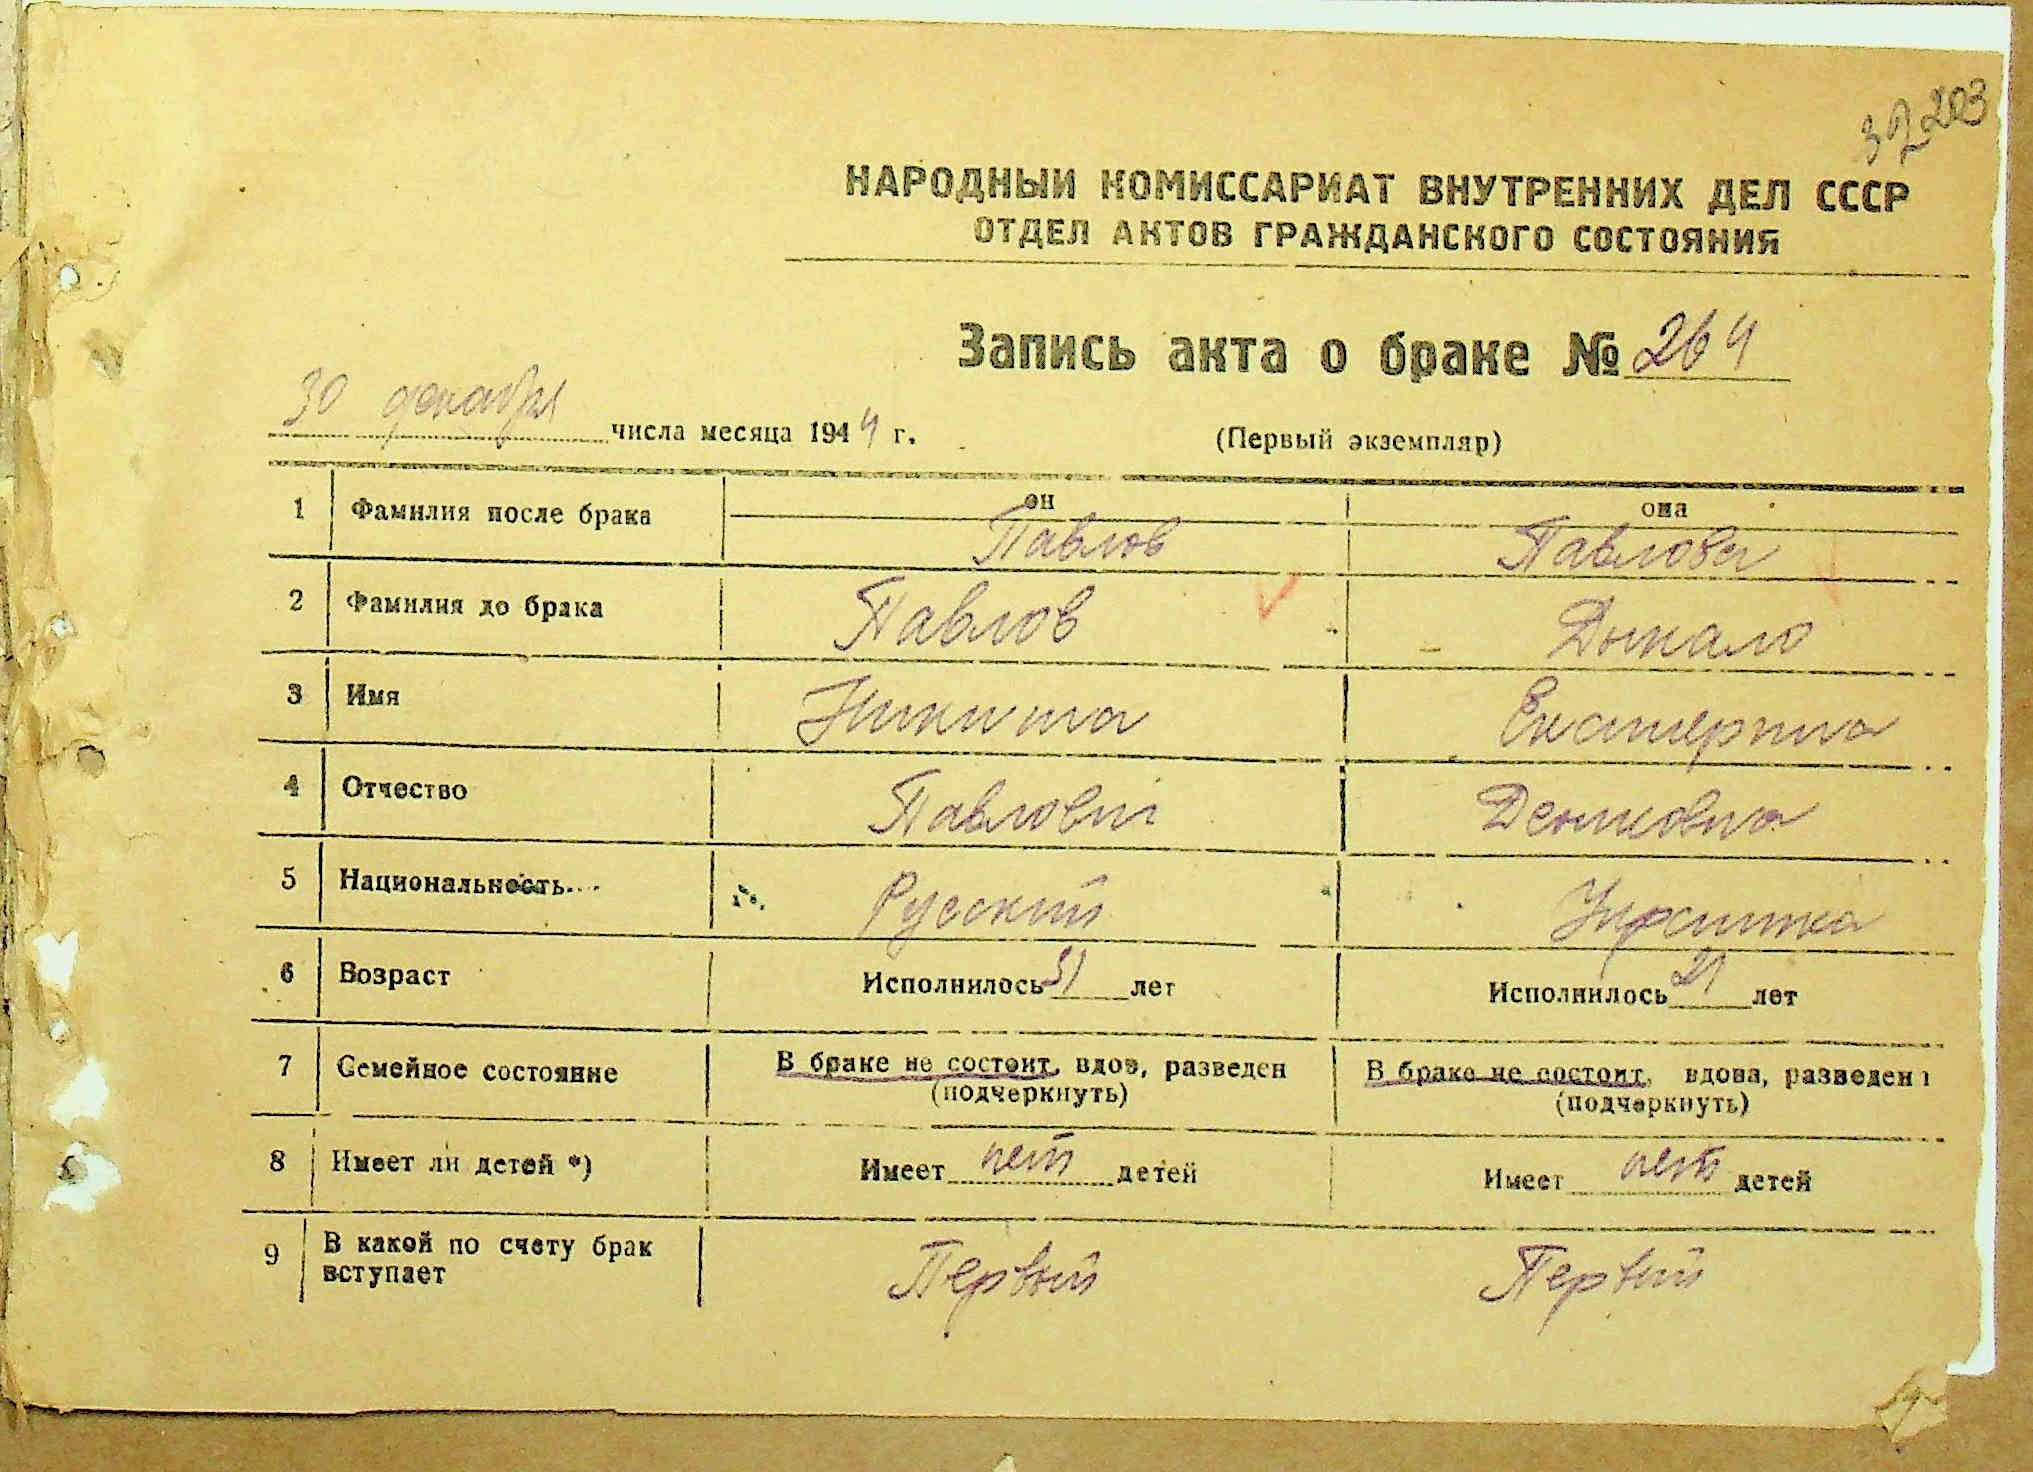 203
НАРОДНЫЙ КОМИССАРИАТ ВНУТРЕННИХ ДЕЛ СССР
ОТДЕЛ АКТОВ ГРАЖДАНСКОГО СОСТОЯНИЯ
Запись акта о браке № 264
30 декабря числа месяца 1944 г.
(Первый экземпляр)
1 Фамилия после брака он Павлов она Павлова
2 Фамилия до брака Павлов Дыкало
3 Имя Никита Екатерина
4 Отчество Павлович
5 Национальность Русский Украинка
6 Возраст Исполнилось 31 лет Исполнилось 21 лет
7 Семейное состояние В браке не состоит, вдов, разведен В браке не состоит, вдова, разведена
(подчеркнуть) (подчеркнуть)
8 Имеет ли детей *) Имеет нет детей Имеет нет детей
9 В какой по счету брак
вступает Первый Первый